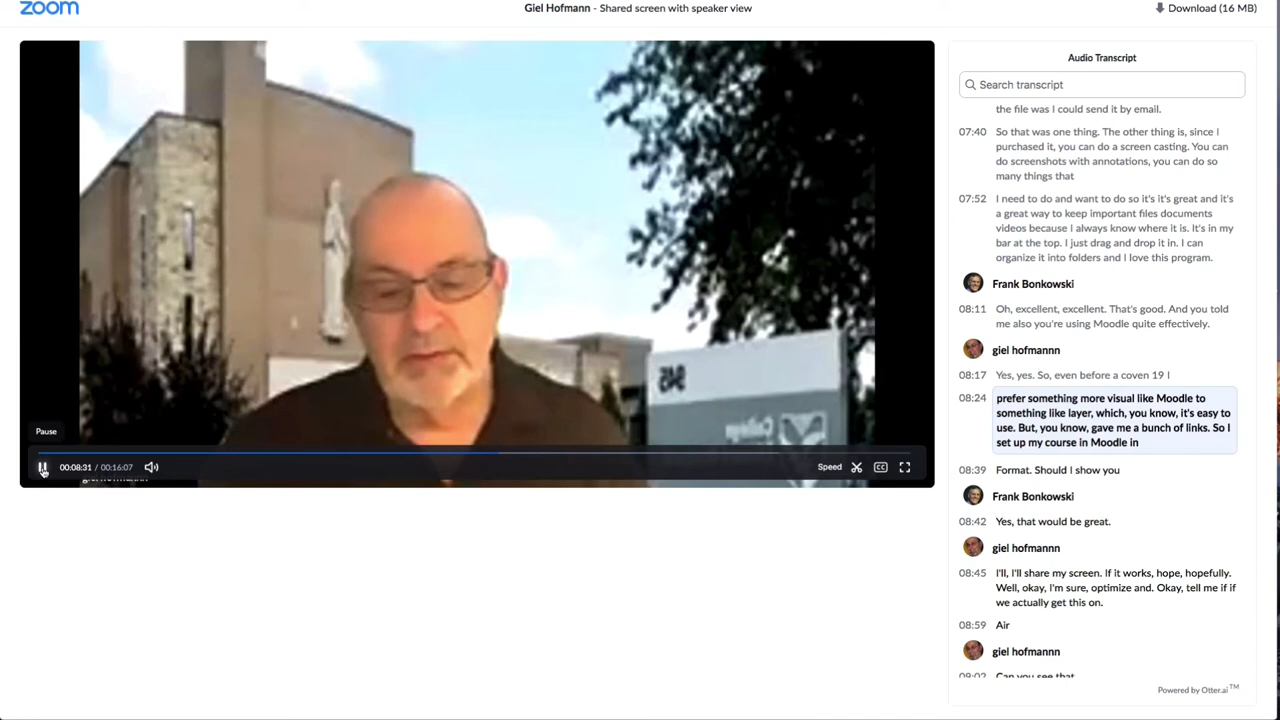 zoom
Giel Hofmann - Shared screen with speaker view
Download (16 MB)
945
College
Pause
00:08:31 / 00:16:07
Speed
CC
giel hofmannn
Audio Transcript
Search transcript
the file was I could send it by email.
07:40 So that was one thing. The other thing is, since I
purchased it, you can do a screen casting. You can
do screenshots with annotations, you can do so
many things that
07:52 I need to do and want to do so it's it's great and it's
a great way to keep important files documents
videos because I always know where it is. It's in my
bar at the top. I just drag and drop it in. I can
organize it into folders and I love this program.
Frank Bonkowski
08:11 Oh, excellent, excellent. That's good. And you told
me also you're using Moodle quite effectively.
giel hofmannn
08:17 Yes, yes. So, even before a coven 19 I
08:24 prefer something more visual like Moodle to
something like layer, which, you know, it's easy to
use. But, you know, gave me a bunch of links. So I
set up my course in Moodle in
08:39 Format. Should I show you
Frank Bonkowski
08:42 Yes, that would be great.
giel hofmannn
08:45 I'll, I'll share my screen. If it works, hope, hopefully.
Well, okay, I'm sure, optimize and. Okay, tell me if if
we actually get this on.
08:59 Air
giel hofmannn
09:02 Can you see that
Powered by Otter.ai™